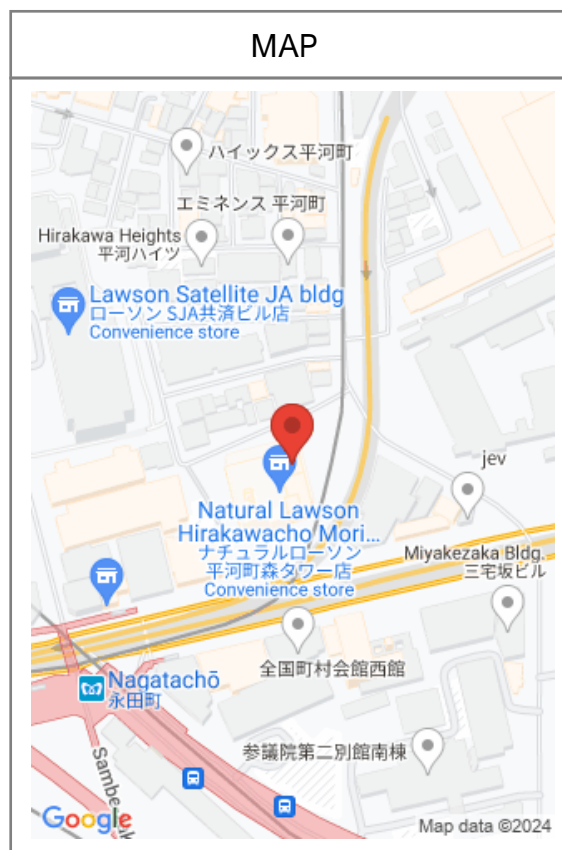 MAP
ハイックス平河町
エミネンス 平河町
Hirakawa Heights
平河ハイツ
Lawson Satellite JA bldg
ローソン SJA共済ビル店
Convenience store
jev
Natural Lawson
Hirakawacho Mori...
ナチュラルローソン
平河町森タワー店
Convenience store
Miyakezaka Bldg.
三宅坂ビル
全国町村会館西館
Nagatachō
永田町
参議院第二別館南棟
Google
Map data ©2024